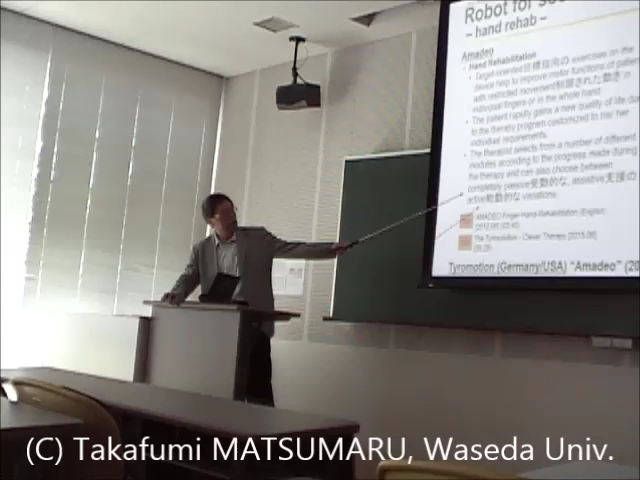 Robot for
– hand rehab –
Amadeo
• Hand Rehabilitation
• Target-oriented目標指向の exercises on the
device help to improve motor functions of patien
with restricted movement制限された動き in
individual fingers or in the whole hand.
• The patient rapidly gains a new quality of life due
to the therapy program customized to his/ her
individual requirements.
• The therapist selects from a number of different
modules according to the progress made during
the therapy and can also choose between
completely passive受動的な, assistive支援の
active能動的な variations.
AMADEO Finger-Hand-Rehabilitation (English)
The Tyrosolution - Clever Therapy
Tyromotion (Germany/USA) “Amadeo” (20
(C) Takafumi MATSUMARU, Waseda Univ.